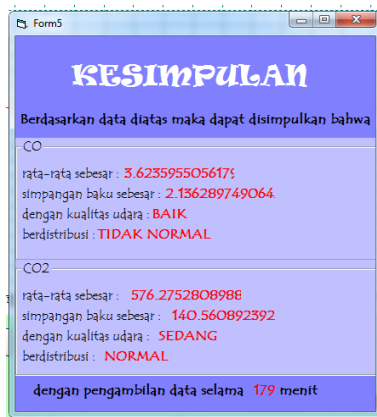 Form5
KESIMPULAN
Berdasarkan data diatas maka dapat disimpulkan bahwa
CO
rata-rata sebesar : 3.623595505617
simpangan baku sebesar : 2.136289749064
dengan kualitas udara : BAIK
berdistribusi : TIDAK NORMAL
CO2
rata-rata sebesar : 576.2752808988
simpangan baku sebesar : 140.560892392
dengan kualitas udara : SEDANG
berdistribusi : NORMAL
dengan pengambilan data selama 179 menit